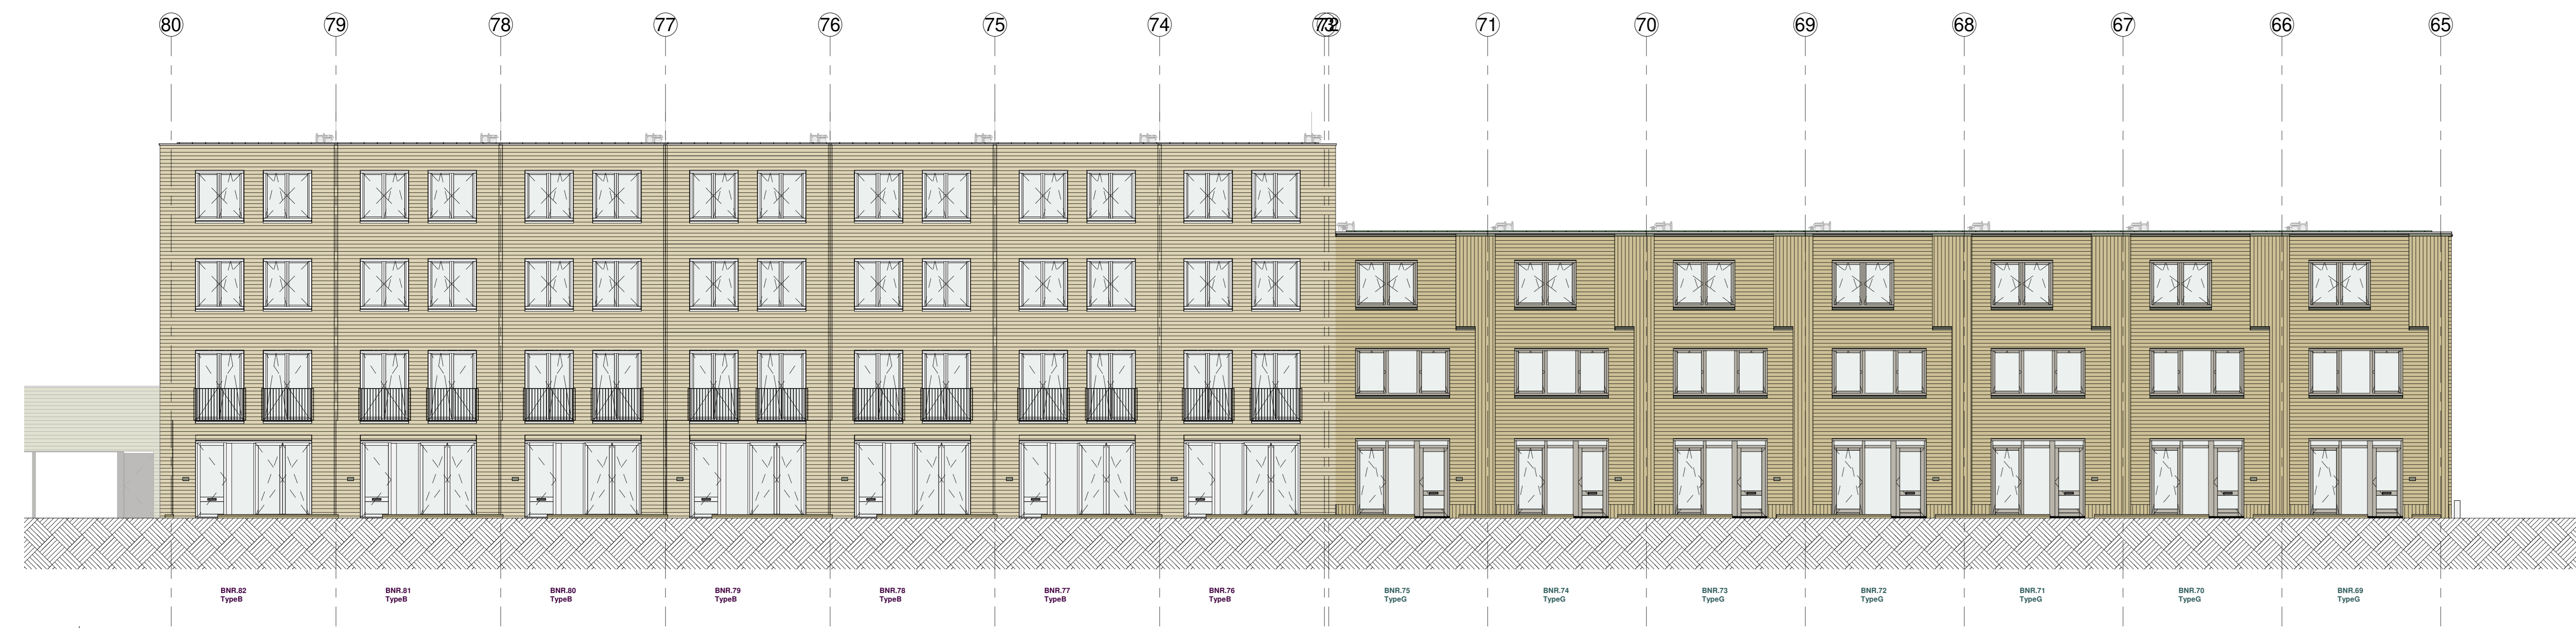 80 79 78 77 76 75 74 73 72 71 70 69 68 67 66 65
BNR.82 BNR.81 BNR.80 BNR.79 BNR.78 BNR.77 BNR.76 BNR.75 BNR.74 BNR.73 BNR.72 BNR.71 BNR.70 BNR.69
TypeB TypeB TypeB TypeB TypeB TypeB TypeB TypeG TypeG TypeG TypeG TypeG TypeG TypeG